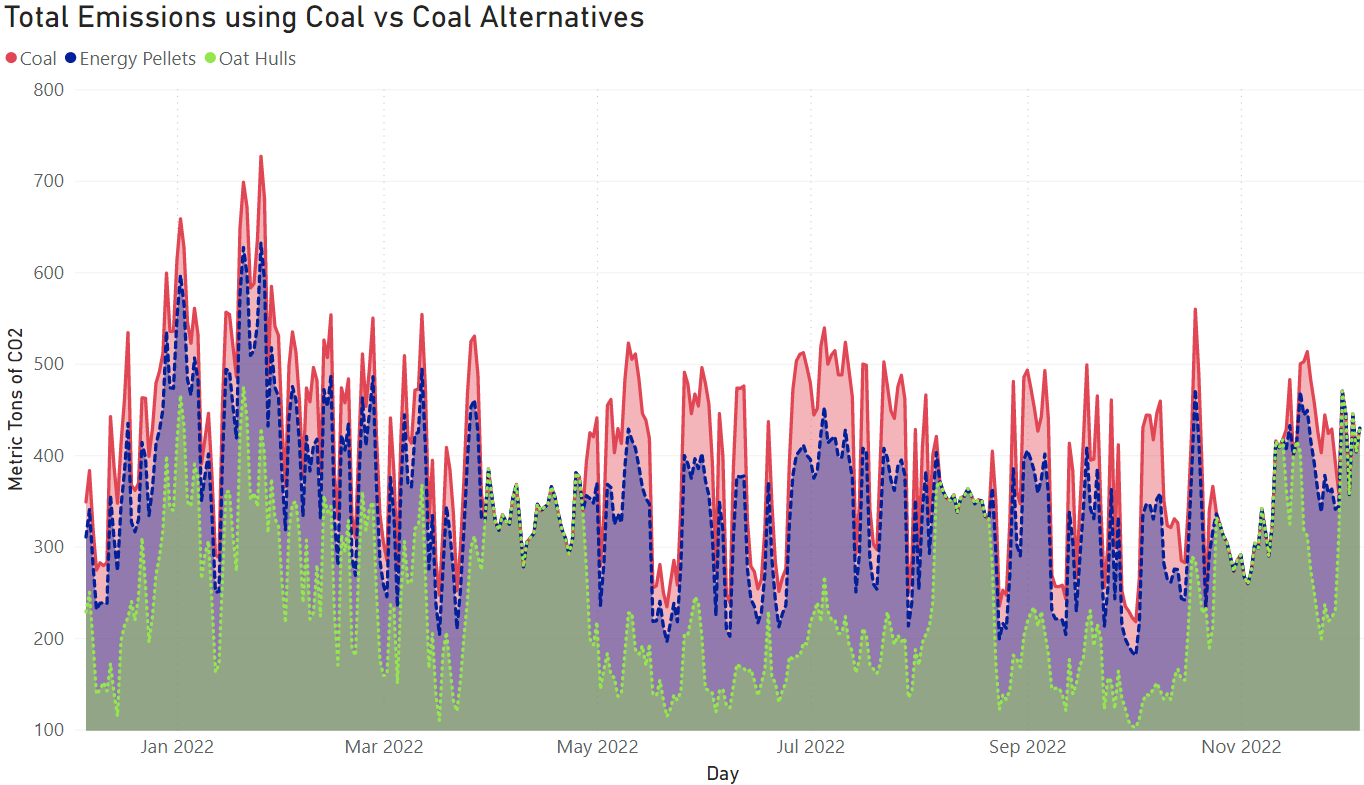 Total Emissions using Coal vs Coal Alternatives
Coal Energy Pellets Oat Hulls
800
700
600
500
400
300
200
100
Metric Tons of CO2
Jan 2022 Mar 2022 May 2022 Jul 2022 Sep 2022 Nov 2022
Day